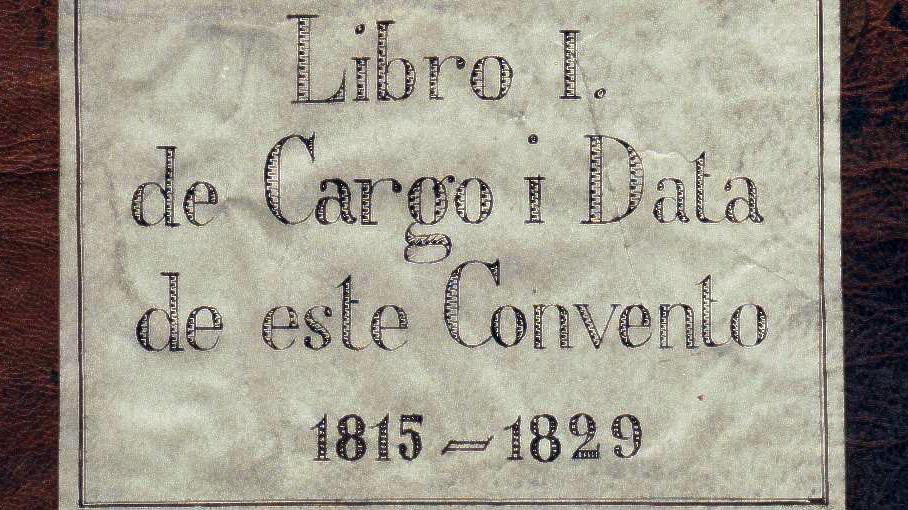 Libro I.
de Cargo i Data
de este Convento
1815 - 1829